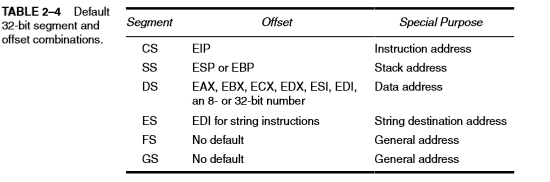 TABLE 2–4 Default
32-bit segment and
offset combinations.
Segment Offset Special Purpose
CS EIP Instruction address
SS ESP or EBP Stack address
DS EAX, EBX, ECX, EDX, ESI, EDI, Data address
an 8- or 32-bit number
ES EDI for string instructions String destination address
FS No default General address
GS No default General address